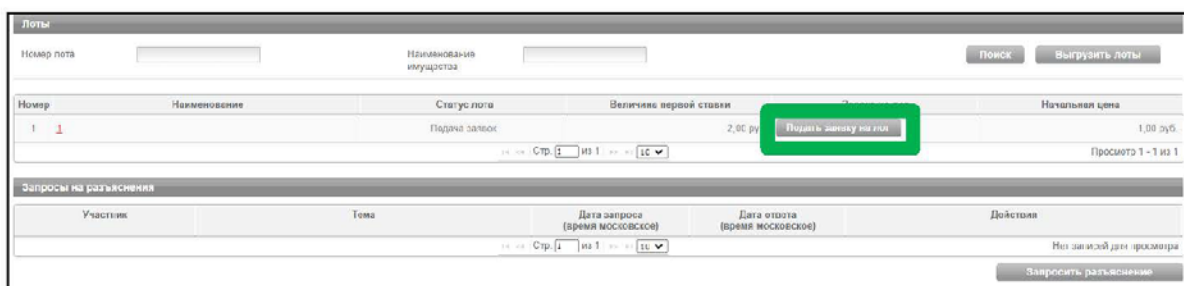 Лоты
Номер лота
Наименование
имущества
Поиск
Выгрузить лоты
Номер Наименование Статус лота Величина первой ставки Начальная цена
1 1 Подача заявок 2,00 ру Подать заявку на лот 1,00 руб.
Стр. 1 из 1 10 Просмотр 1 - 1 из 1
Запросы на разъяснения
Участник Тема Дата запроса Дата ответа Действия
(время московское) (время московское)
Стр. 1 из 1 10 Нет записей для просмотра
Запросить разъяснение